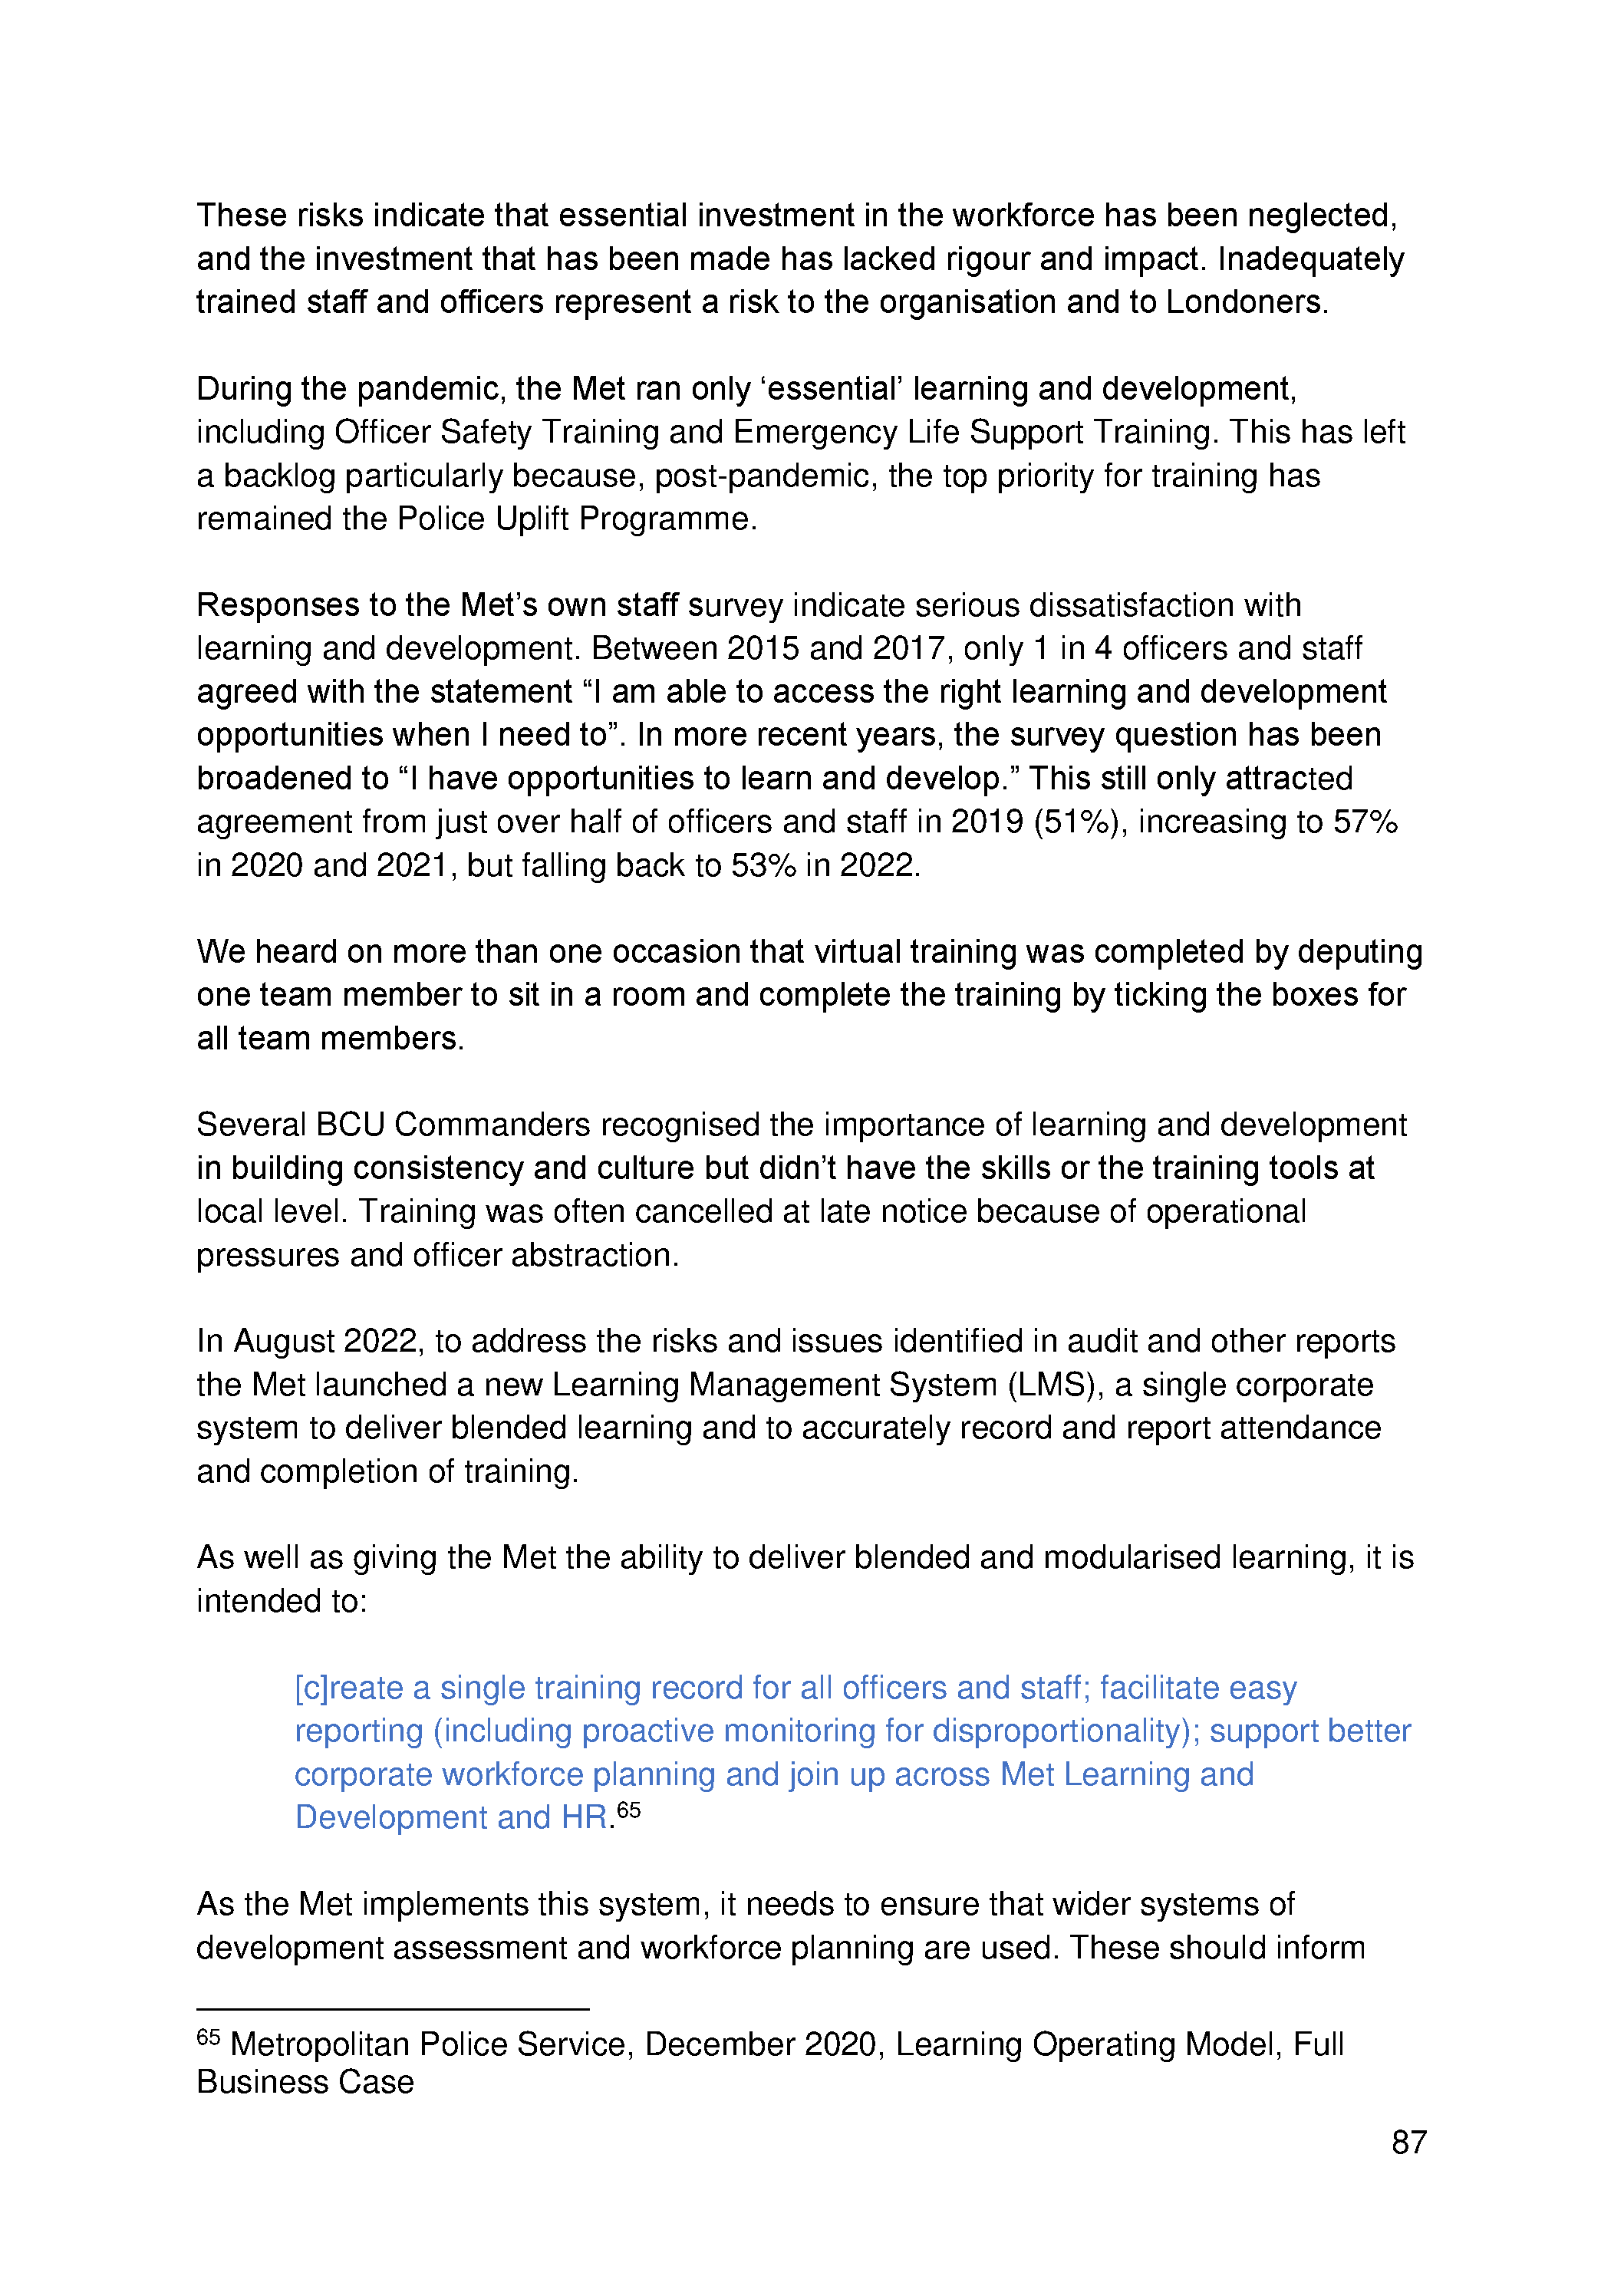 These risks indicate that essential investment in the workforce has been neglected,
and the investment that has been made has lacked rigour and impact. Inadequately
trained staff and officers represent a risk to the organisation and to Londoners.
During the pandemic, the Met ran only ‘essential’ learning and development,
including Officer Safety Training and Emergency Life Support Training. This has left
a backlog particularly because, post-pandemic, the top priority for training has
remained the Police Uplift Programme.
Responses to the Met’s own staff survey indicate serious dissatisfaction with
learning and development. Between 2015 and 2017, only 1 in 4 officers and staff
agreed with the statement “I am able to access the right learning and development
opportunities when I need to”. In more recent years, the survey question has been
broadened to “I have opportunities to learn and develop.” This still only attracted
agreement from just over half of officers and staff in 2019 (51%), increasing to 57%
in 2020 and 2021, but falling back to 53% in 2022.
We heard on more than one occasion that virtual training was completed by deputing
one team member to sit in a room and complete the training by ticking the boxes for
all team members.
Several BCU Commanders recognised the importance of learning and development
in building consistency and culture but didn’t have the skills or the training tools at
local level. Training was often cancelled at late notice because of operational
pressures and officer abstraction.
In August 2022, to address the risks and issues identified in audit and other reports
the Met launched a new Learning Management System (LMS), a single corporate
system to deliver blended learning and to accurately record and report attendance
and completion of training.
As well as giving the Met the ability to deliver blended and modularised learning, it is
intended to:
[c]reate a single training record for all officers and staff; facilitate easy
reporting (including proactive monitoring for disproportionality); support better
corporate workforce planning and join up across Met Learning and
Development and HR.65
As the Met implements this system, it needs to ensure that wider systems of
development assessment and workforce planning are used. These should inform
65 Metropolitan Police Service, December 2020, Learning Operating Model, Full
Business Case
87